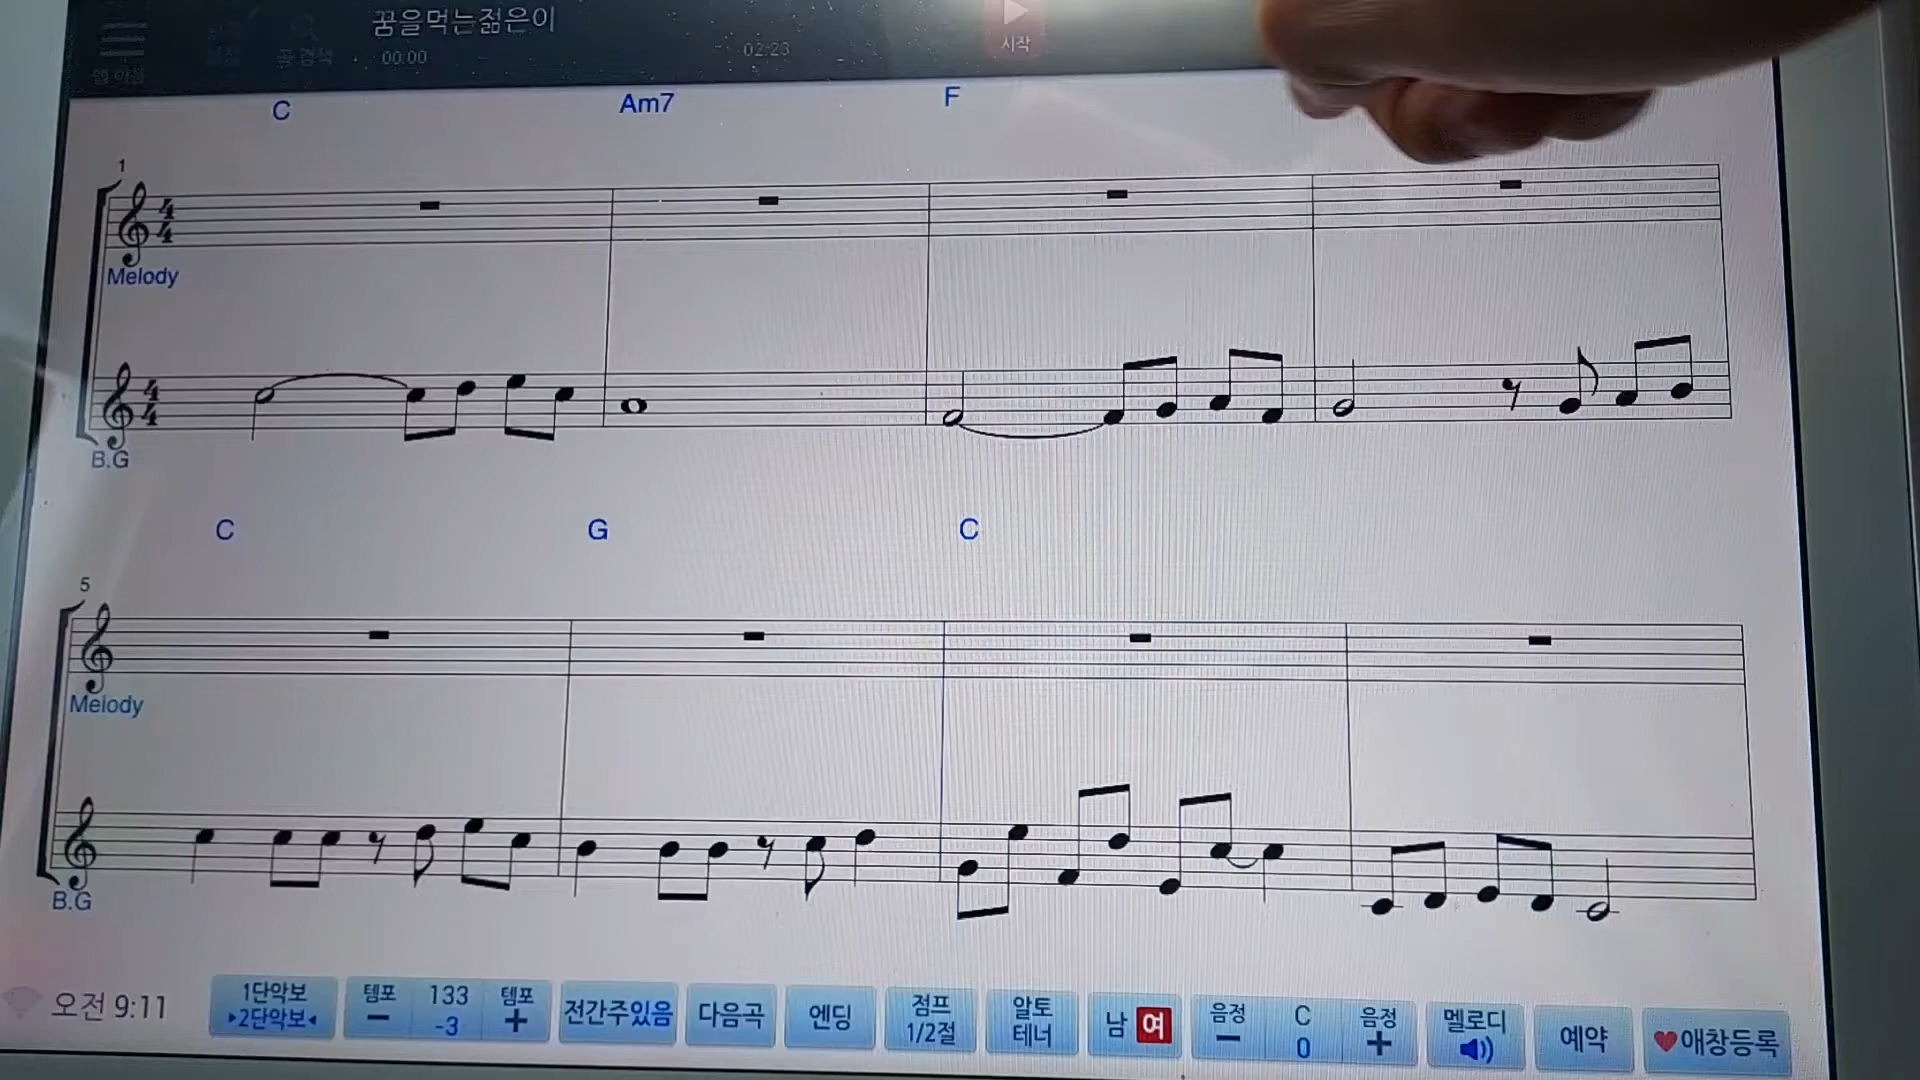 꿈을먹는젊은이
곡 검색
00:00
02:23
시작
C Am7 F
1
Melody
B.G
C G C
5
Melody
B.G
오전 9:11
1단악보
▸2단악보◂
템포
−
133
-3
템포
+
전간주있음
다음곡
엔딩
점프
1/2절
알토
테너
남 여
음정
−
C
0
음정
+
멜로디
예약
♥애창등록